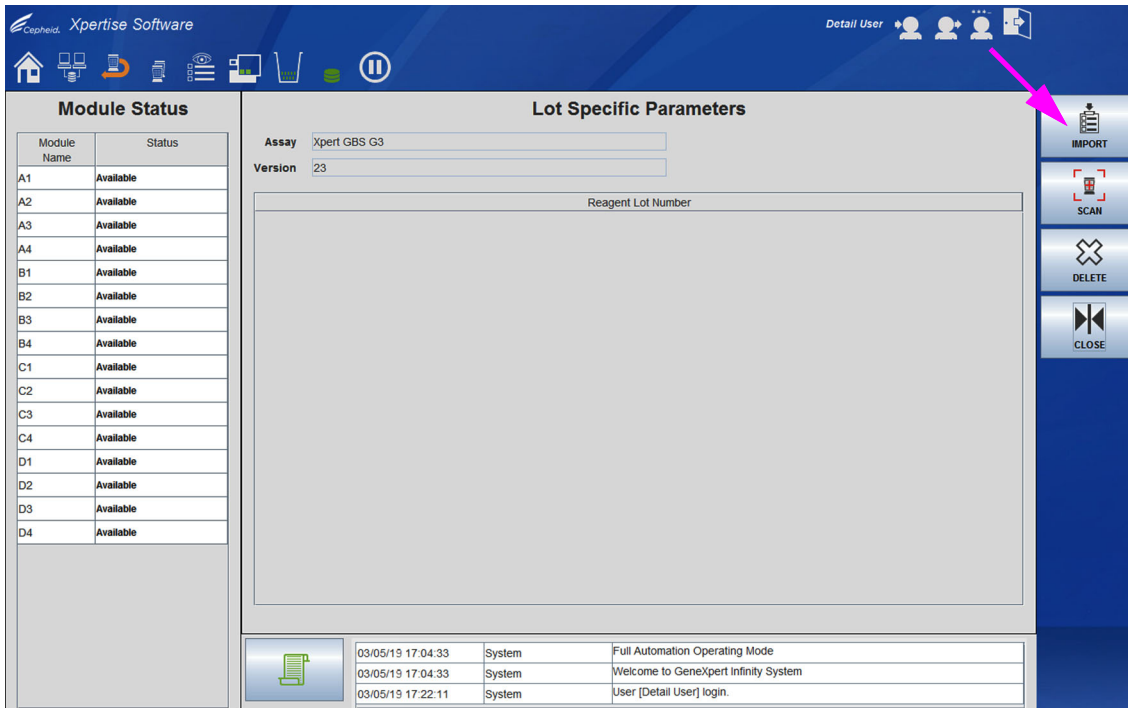 Cepheid. Xpertise Software
Detail User
Module Status
Module Name
Status
A1 Available
A2 Available
A3 Available
A4 Available
B1 Available
B2 Available
B3 Available
B4 Available
C1 Available
C2 Available
C3 Available
C4 Available
D1 Available
D2 Available
D3 Available
D4 Available
Lot Specific Parameters
Assay Xpert GBS G3
Version 23
Reagent Lot Number
03/05/19 17:04:33 System Full Automation Operating Mode
03/05/19 17:04:33 System Welcome to GeneXpert Infinity System
03/05/19 17:22:11 System User [Detail User] login.
IMPORT
SCAN
DELETE
CLOSE